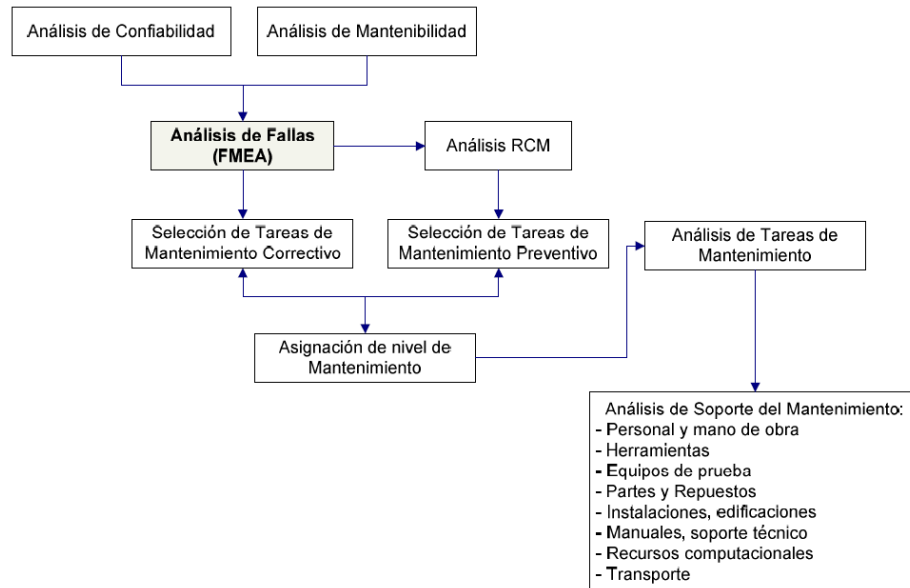 Análisis de Confiabilidad
Análisis de Mantenibilidad
Análisis de Fallas
(FMEA)
Análisis RCM
Selección de Tareas de
Mantenimiento Correctivo
Selección de Tareas de
Mantenimiento Preventivo
Análisis de Tareas de
Mantenimiento
Asignación de nivel de
Mantenimiento
Análisis de Soporte del Mantenimiento:
- Personal y mano de obra
- Herramientas
- Equipos de prueba
- Partes y Repuestos
- Instalaciones, edificaciones
- Manuales, soporte técnico
- Recursos computacionales
- Transporte